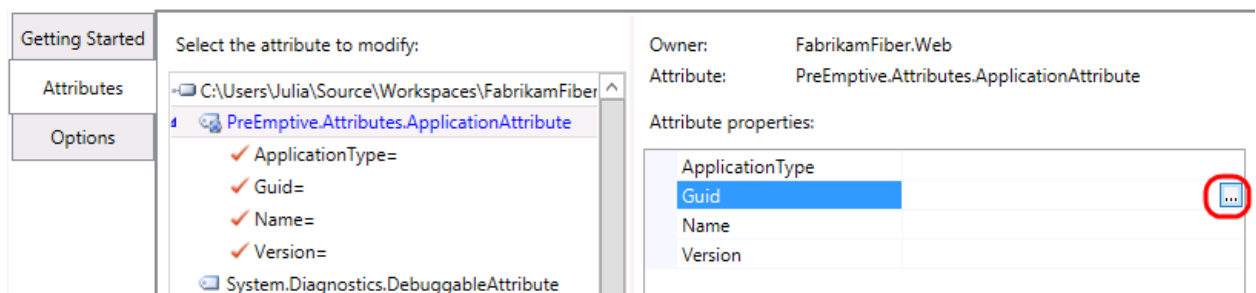 Getting Started
Attributes
Options
Select the attribute to modify:
C:\Users\Julia\Source\Workspaces\FabrikamFiber
PreEmptive.Attributes.ApplicationAttribute
ApplicationType=
Guid=
Name=
Version=
System.Diagnostics.DebuggableAttribute
Owner: FabrikamFiber.Web
Attribute: PreEmptive.Attributes.ApplicationAttribute
Attribute properties:
ApplicationType
Guid ...
Name
Version